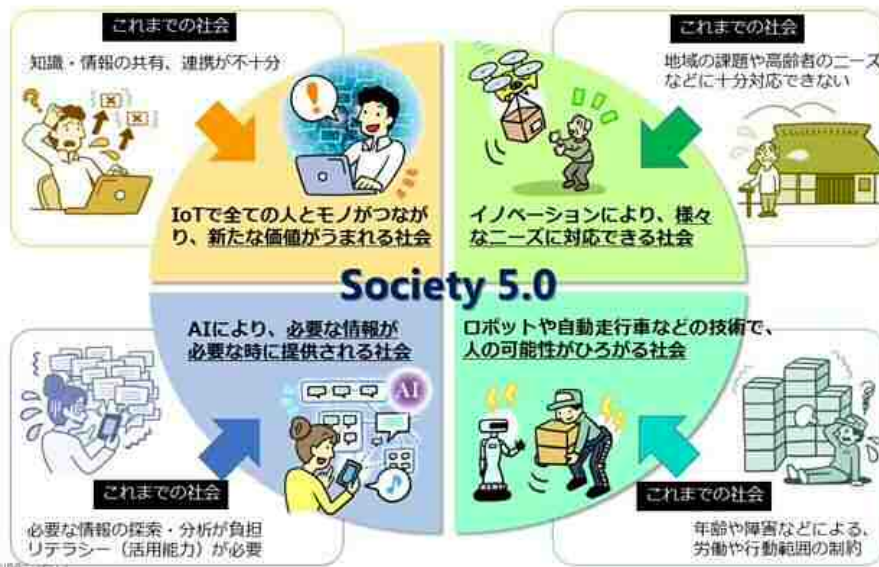 これまでの社会
知識・情報の共有、連携が不十分
IoTで全ての人とモノがつなが
り、新たな価値がうまれる社会
これまでの社会
地域の課題や高齢者のニーズ
などに十分対応できない
イノベーションにより、様々
なニーズに対応できる社会
Society 5.0
AIにより、必要な情報が
必要な時に提供される社会
AI
これまでの社会
必要な情報の探索・分析が負担
リテラシー（活用能力）が必要
ロボットや自動走行車などの技術で、
人の可能性がひろがる社会
これまでの社会
年齢や障害などによる、
労働や行動範囲の制約